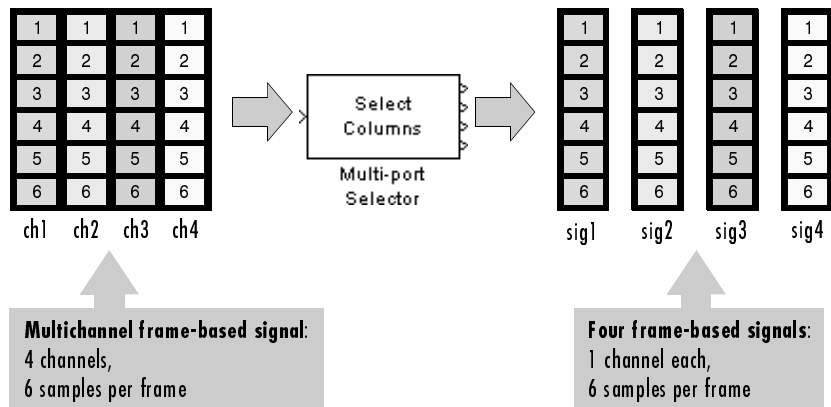 1 1 1 1 1 1 1 1
2 2 2 2 2 2 2 2
3 3 3 3 3 3 3 3
4 4 4 4 4 4 4 4
5 5 5 5 5 5 5 5
6 6 6 6 6 6 6 6
ch1 ch2 ch3 ch4
Select
Columns
Multi-port
Selector
sig1 sig2 sig3 sig4
Multichannel frame-based signal:
4 channels,
6 samples per frame
Four frame-based signals:
1 channel each,
6 samples per frame